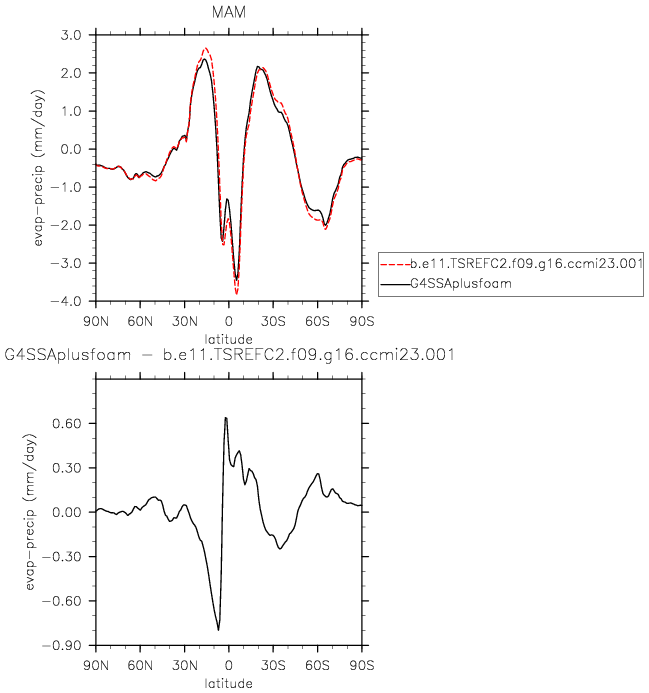 MAM
3.0
2.0
1.0
0.0
-1.0
-2.0
-3.0
-4.0
evap-precip (mm/day)
90N 60N 30N 0 30S 60S 90S
latitude
b.e11.TSREFC2.f09.g16.ccmi23.001
G4SSAplusfoam
G4SSAplusfoam - b.e11.TSREFC2.f09.g16.ccmi23.001
0.60
0.30
0.00
-0.30
-0.60
-0.90
evap-precip (mm/day)
90N 60N 30N 0 30S 60S 90S
latitude